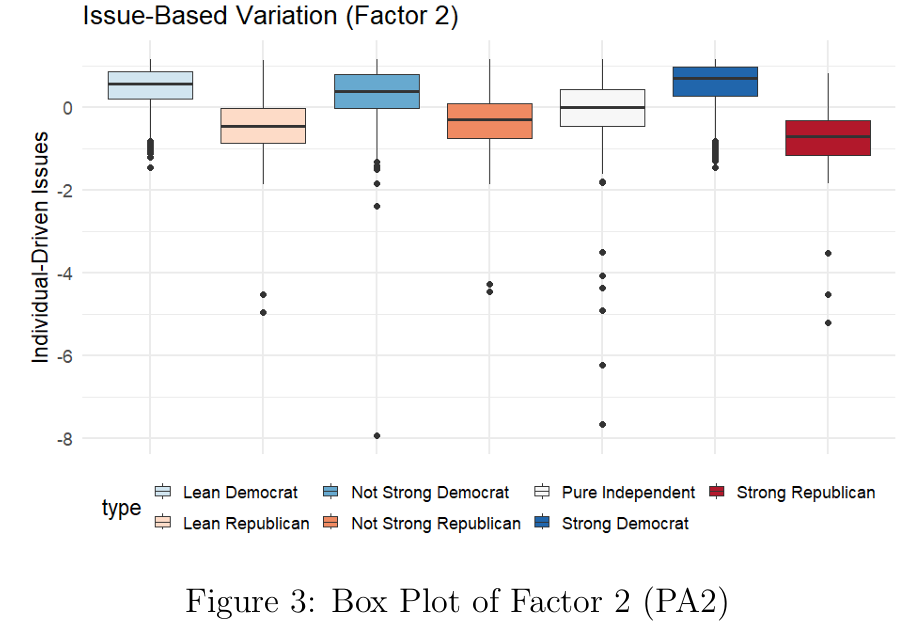 Issue-Based Variation (Factor 2)
Individual-Driven Issues
0
-2
-4
-6
-8
type
Lean Democrat
Not Strong Democrat
Pure Independent
Strong Republican
Lean Republican
Not Strong Republican
Strong Democrat
Figure 3: Box Plot of Factor 2 (PA2)